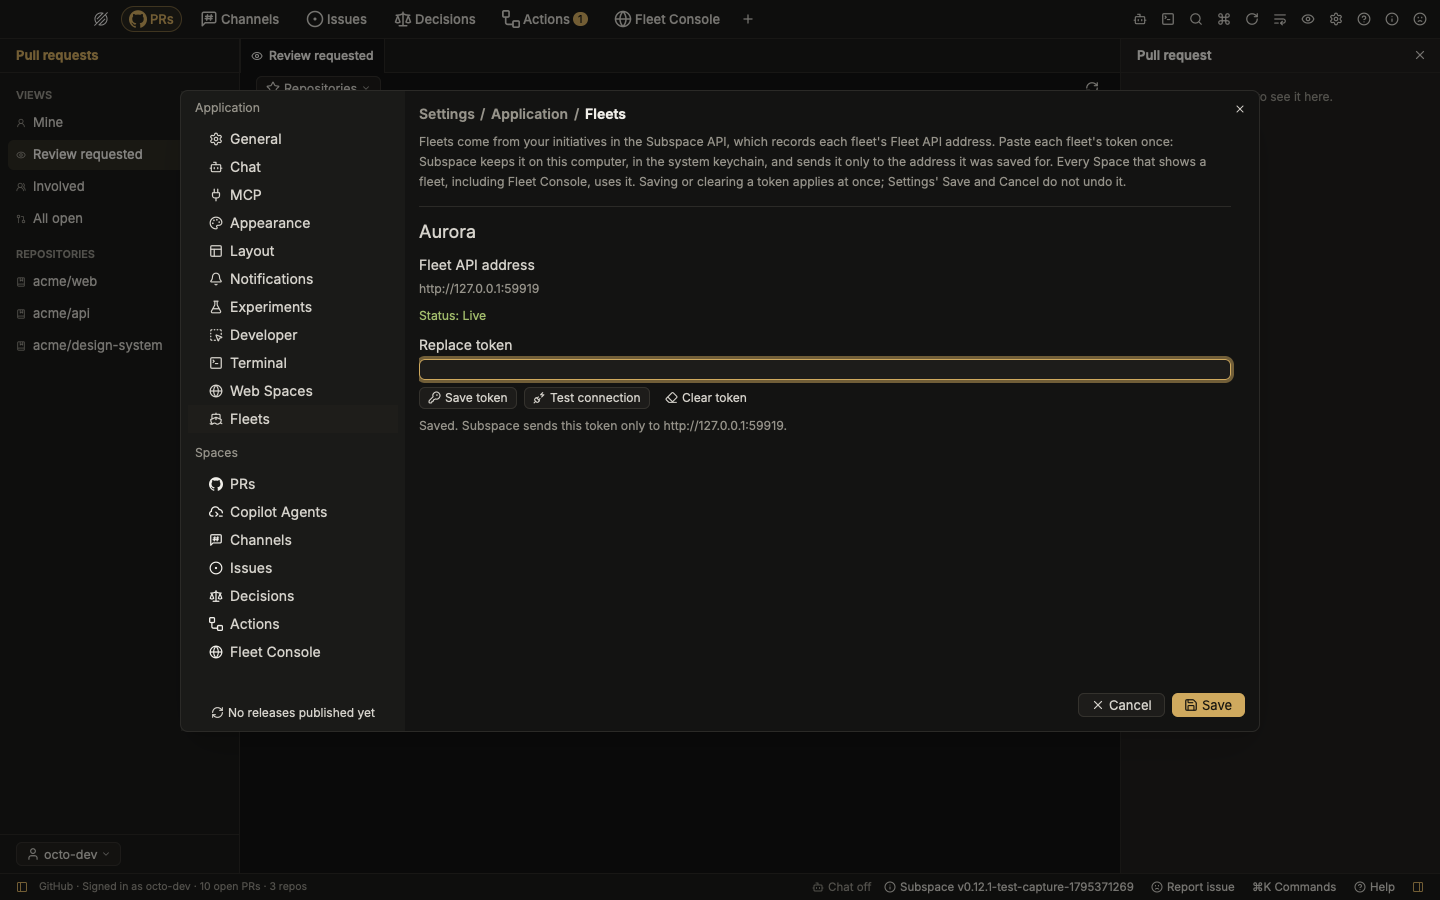 PRs
Channels
Issues
Decisions
Actions 1
Fleet Console
Pull requests
Review requested
Pull request
VIEWS
Mine
Review requested
Involved
All open
REPOSITORIES
acme/web
acme/api
acme/design-system
Repositories
o see it here.
Application
General
Chat
MCP
Appearance
Layout
Notifications
Experiments
Developer
Terminal
Web Spaces
Fleets
Spaces
PRs
Copilot Agents
Channels
Issues
Decisions
Actions
Fleet Console
No releases published yet
Settings / Application / Fleets
Fleets come from your initiatives in the Subspace API, which records each fleet's Fleet API address. Paste each fleet's token once:
Subspace keeps it on this computer, in the system keychain, and sends it only to the address it was saved for. Every Space that shows a
fleet, including Fleet Console, uses it. Saving or clearing a token applies at once; Settings' Save and Cancel do not undo it.
Aurora
Fleet API address
http://127.0.0.1:59919
Status: Live
Replace token
Save token
Test connection
Clear token
Saved. Subspace sends this token only to http://127.0.0.1:59919.
Cancel
Save
octo-dev
GitHub · Signed in as octo-dev · 10 open PRs · 3 repos
Chat off
Subspace v0.12.1-test-capture-1795371269
Report issue
⌘K Commands
Help